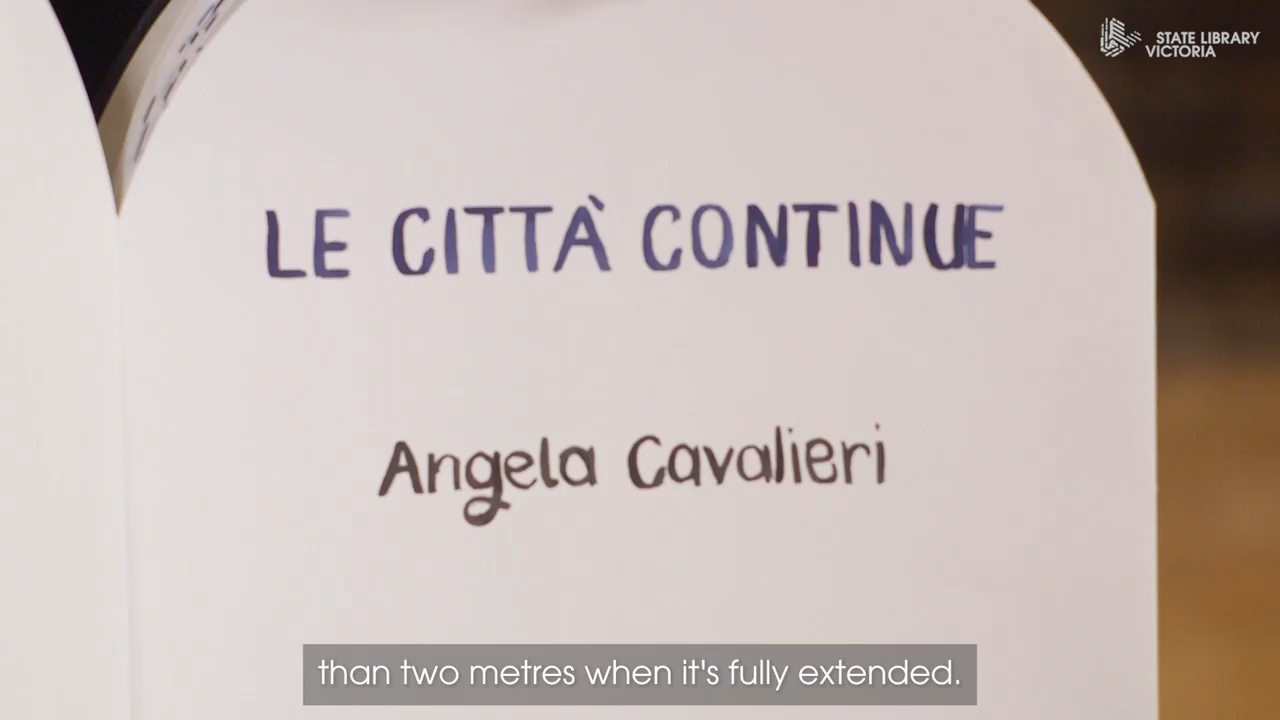 STATE LIBRARY
VICTORIA
LE CITTÀ CONTINUE
Angela Cavalieri
than two metres when it's fully extended.